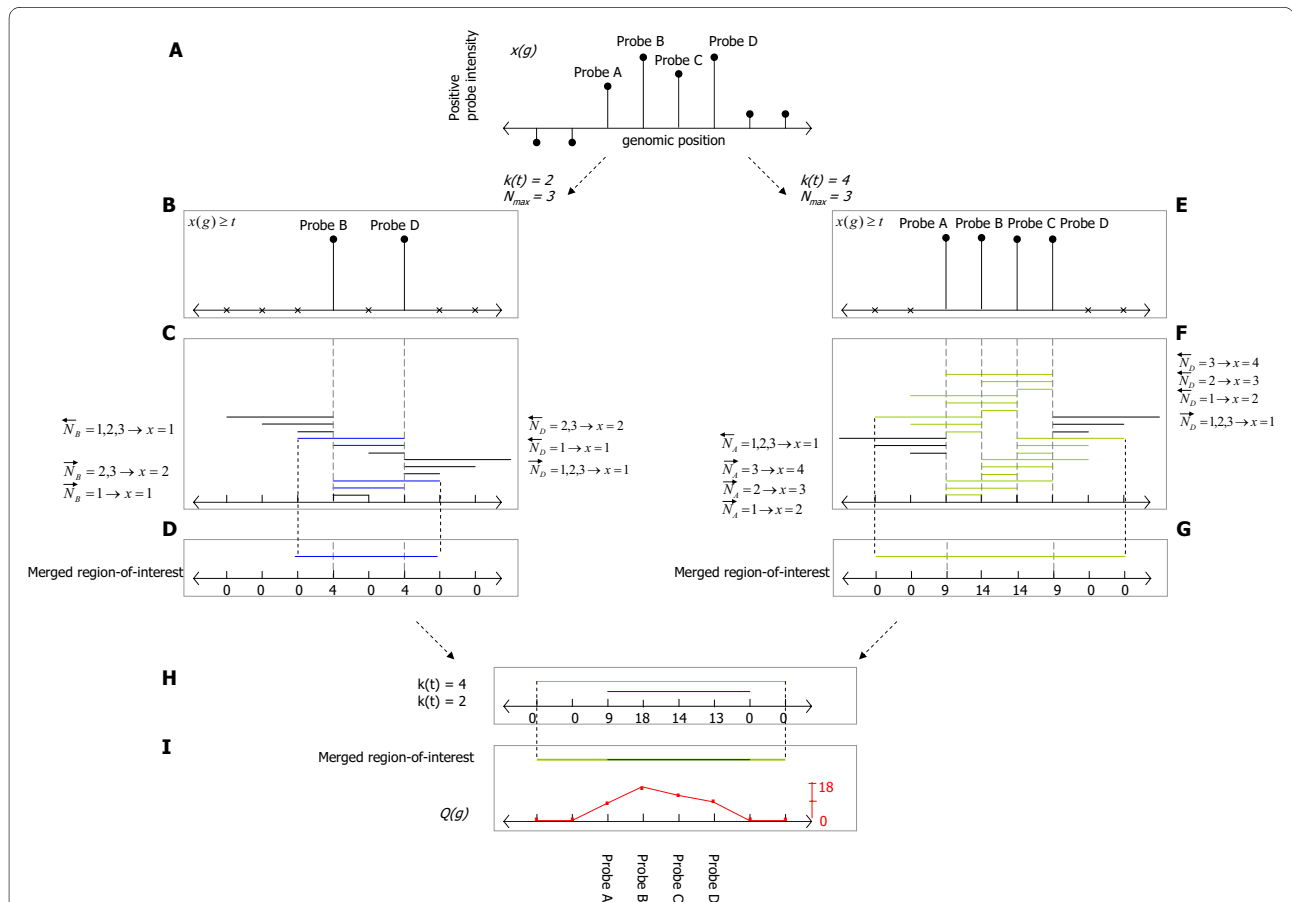 A
Positive
probe intensity
x(g)
Probe A
Probe B
Probe C
Probe D
genomic position
k(t) = 2
N_max = 3
k(t) = 4
N_max = 3
B
x(g) ≥ t
Probe B
Probe D
E
x(g) ≥ t
Probe A
Probe B
Probe C
Probe D
C
←N_B = 1,2,3 → x = 1
→N_B = 2,3 → x = 2
→N_B = 1 → x = 1
←N_D = 2,3 → x = 2
←N_D = 1 → x = 1
→N_D = 1,2,3 → x = 1
F
←N_A = 1,2,3 → x = 1
→N_A = 3 → x = 4
→N_A = 2 → x = 3
→N_A = 1 → x = 2
←N_D = 3 → x = 4
←N_D = 2 → x = 3
←N_D = 1 → x = 2
→N_D = 1,2,3 → x = 1
D
Merged region-of-interest
0 0 0 4 0 4 0 0
G
Merged region-of-interest
0 0 9 14 14 9 0 0
H
k(t) = 4
k(t) = 2
0 0 9 18 14 13 0 0
I
Merged region-of-interest
Q(g)
18
0
Probe A
Probe B
Probe C
Probe D